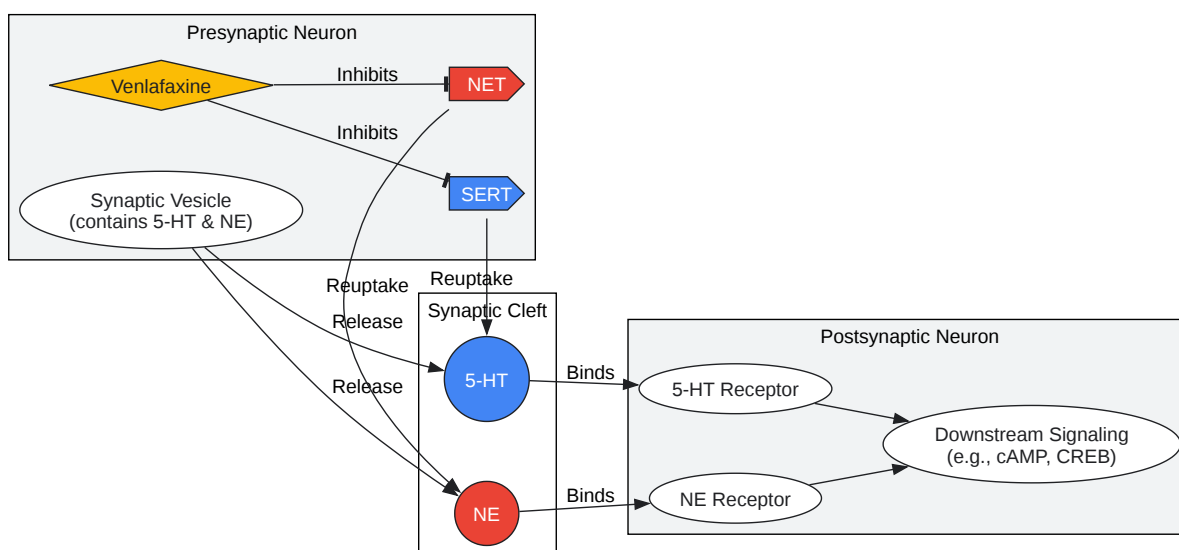 Presynaptic Neuron
Venlafaxine
Inhibits
NET
Inhibits
Synaptic Vesicle
(contains 5-HT & NE)
SERT
Reuptake
Reuptake
Synaptic Cleft
Release
Postsynaptic Neuron
5-HT
Binds
5-HT Receptor
Release
Downstream Signaling
(e.g., cAMP, CREB)
NE
Binds
NE Receptor